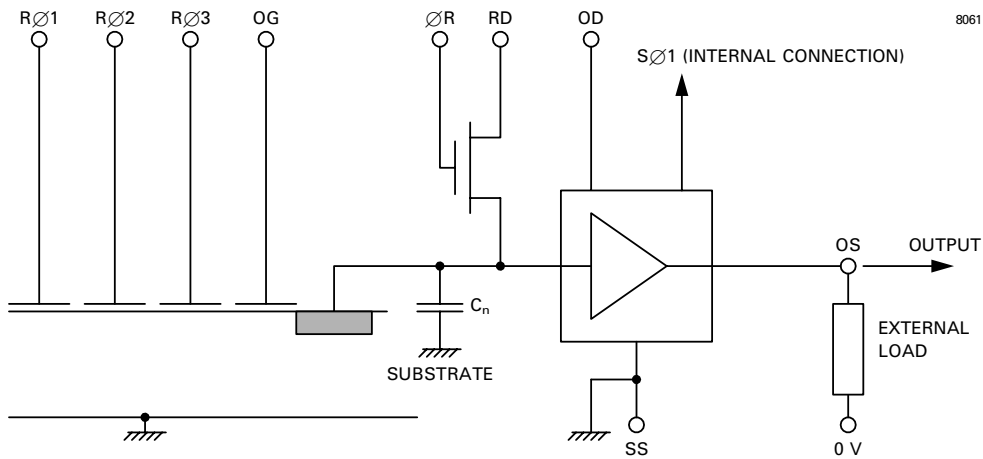 RØ1 RØ2 RØ3 OG ØR RD OD 8061
SØ1 (INTERNAL CONNECTION)
OS OUTPUT
Cn
EXTERNAL
LOAD
SUBSTRATE
SS 0 V